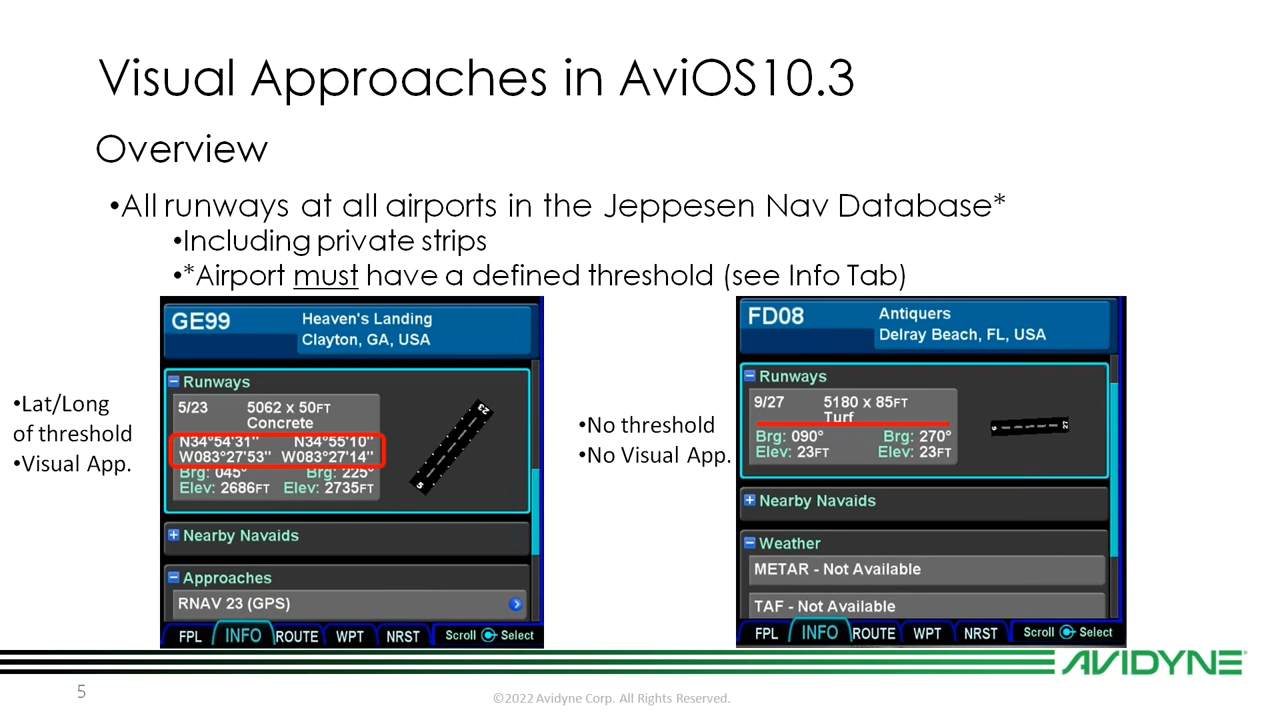 Visual Approaches in AviOS10.3
Overview
•All runways at all airports in the Jeppesen Nav Database*
•Including private strips
•*Airport must have a defined threshold (see Info Tab)
•Lat/Long
of threshold
•Visual App.
GE99
Heaven's Landing
Clayton, GA, USA
Runways
5/23 5062 x 50FT
Concrete
N34°54'31" N34°55'10"
W083°27'53" W083°27'14"
Brg: 045° Brg: 225°
Elev: 2686FT Elev: 2735FT
23
5
Nearby Navaids
Approaches
RNAV 23 (GPS)
FPL INFO ROUTE WPT NRST Scroll Select
•No threshold
•No Visual App.
FD08
Antiquers
Delray Beach, FL, USA
Runways
9/27 5180 x 85FT
Turf
Brg: 090° Brg: 270°
Elev: 23FT Elev: 23FT
9 27
Nearby Navaids
Weather
METAR - Not Available
TAF - Not Available
FPL INFO ROUTE WPT NRST Scroll Select
AVIDYNE
5
©2022 Avidyne Corp. All Rights Reserved.